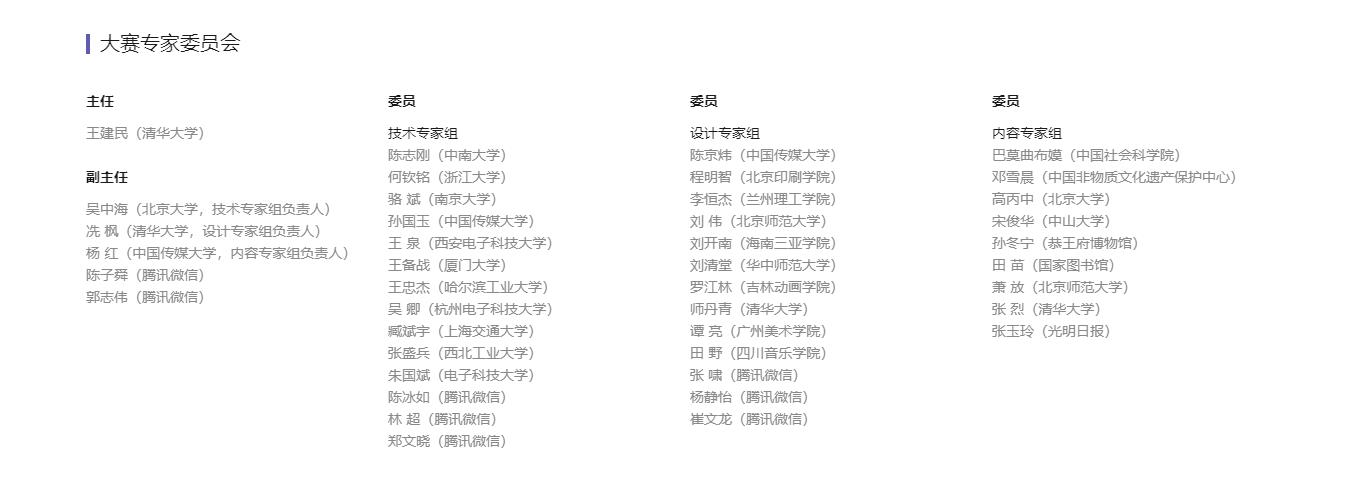 大赛专家委员会
主任
王建民（清华大学）
副主任
吴中海（北京大学，技术专家组负责人）
冼 枫（清华大学，设计专家组负责人）
杨 红（中国传媒大学，内容专家组负责人）
陈子舜（腾讯微信）
郭志伟（腾讯微信）
委员
技术专家组
陈志刚（中南大学）
何钦铭（浙江大学）
骆 斌（南京大学）
孙国玉（中国传媒大学）
王 泉（西安电子科技大学）
王备战（厦门大学）
王忠杰（哈尔滨工业大学）
吴 卿（杭州电子科技大学）
臧斌宇（上海交通大学）
张盛兵（西北工业大学）
朱国斌（电子科技大学）
陈冰如（腾讯微信）
林 超（腾讯微信）
郑文晓（腾讯微信）
委员
设计专家组
陈京炜（中国传媒大学）
程明智（北京印刷学院）
李恒杰（兰州理工学院）
刘 伟（北京师范大学）
刘开南（海南三亚学院）
刘清堂（华中师范大学）
罗江林（吉林动画学院）
师丹青（清华大学）
谭 亮（广州美术学院）
田 野（四川音乐学院）
张 啸（腾讯微信）
杨静怡（腾讯微信）
崔文龙（腾讯微信）
委员
内容专家组
巴莫曲布嫫（中国社会科学院）
邓雪晨（中国非物质文化遗产保护中心）
高丙中（北京大学）
宋俊华（中山大学）
孙冬宁（恭王府博物馆）
田 苗（国家图书馆）
萧 放（北京师范大学）
张 烈（清华大学）
张玉玲（光明日报）